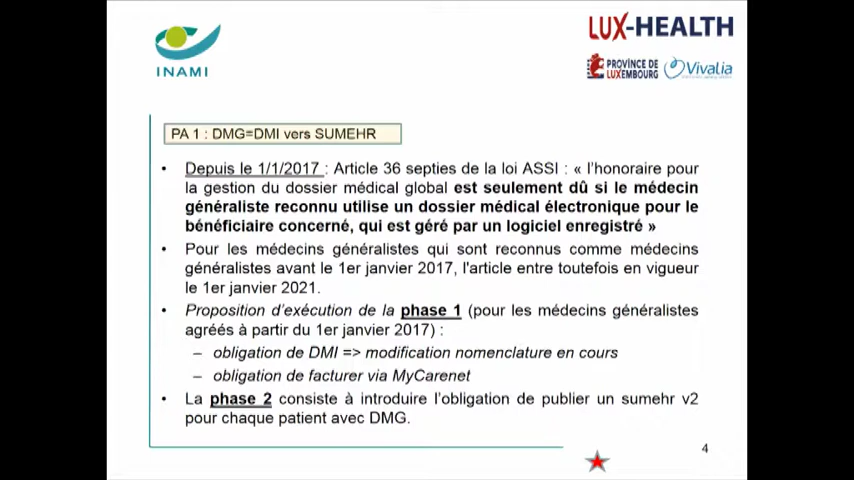 INAMI
LUX-HEALTH
PROVINCE DE
LUXEMBOURG
Vivalia
PA 1 : DMG=DMI vers SUMEHR
• Depuis le 1/1/2017 : Article 36 septies de la loi ASSI : « l'honoraire pour
la gestion du dossier médical global est seulement dû si le médecin
généraliste reconnu utilise un dossier médical électronique pour le
bénéficiaire concerné, qui est géré par un logiciel enregistré »
• Pour les médecins généralistes qui sont reconnus comme médecins
généralistes avant le 1er janvier 2017, l'article entre toutefois en vigueur
le 1er janvier 2021.
• Proposition d'exécution de la phase 1 (pour les médecins généralistes
agréés à partir du 1er janvier 2017) :
– obligation de DMI => modification nomenclature en cours
– obligation de facturer via MyCarenet
• La phase 2 consiste à introduire l'obligation de publier un sumehr v2
pour chaque patient avec DMG.
4